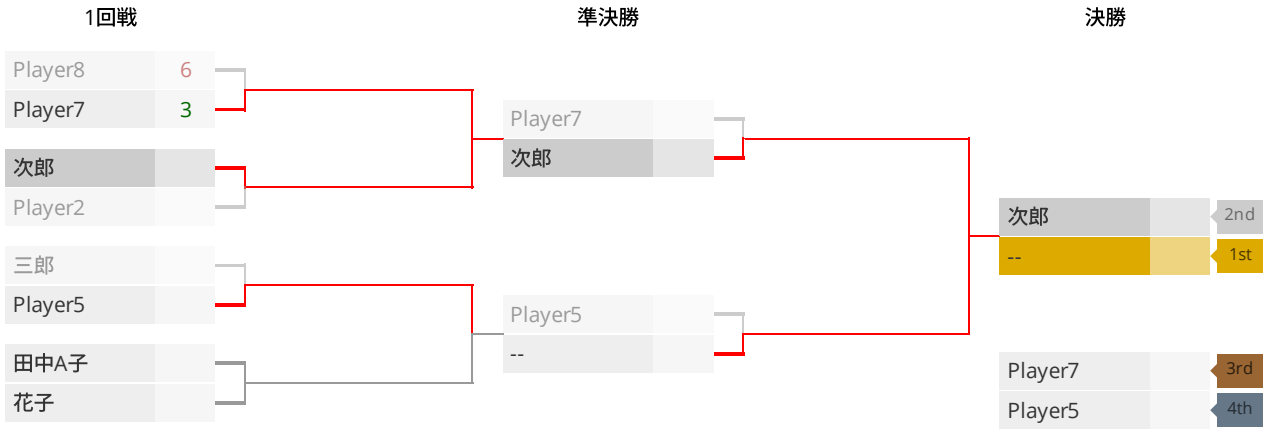 1回戦 準決勝 決勝
Player8 6
Player7 3
次郎
Player2
三郎
Player5
田中A子
花子
Player7
次郎
Player5
--
次郎 2nd
-- 1st
Player7 3rd
Player5 4th